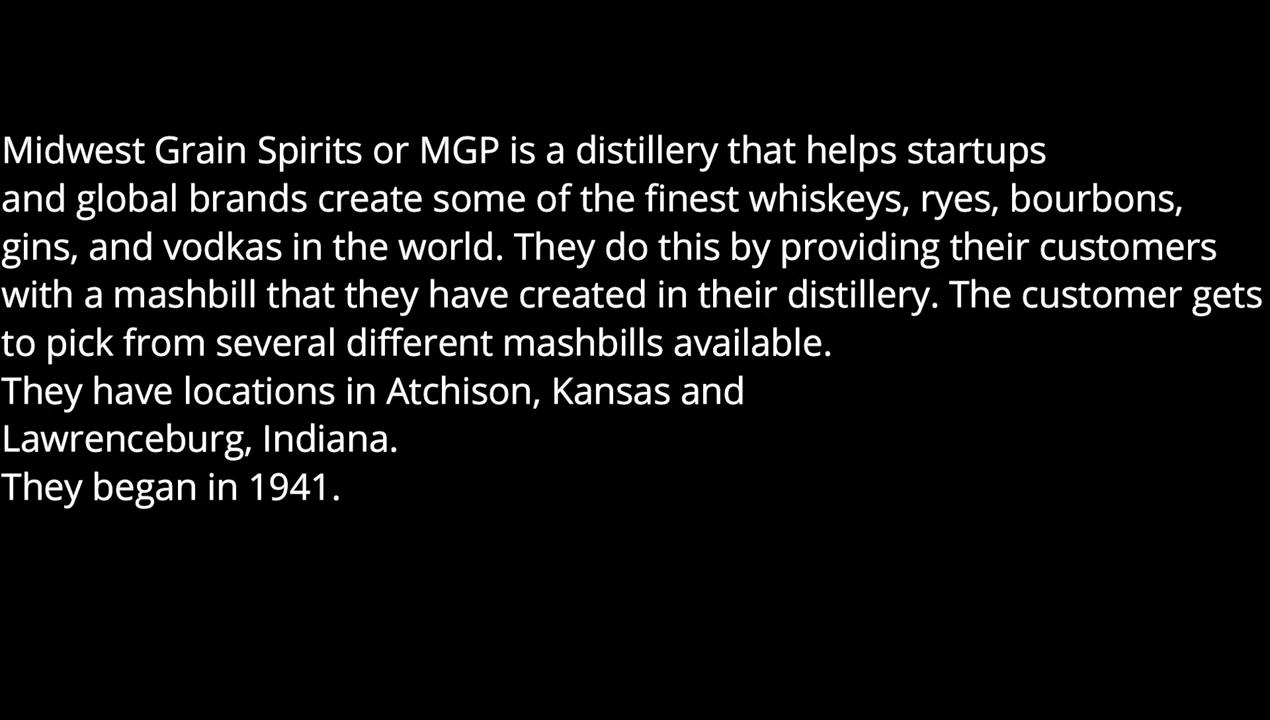 Midwest Grain Spirits or MGP is a distillery that helps startups
and global brands create some of the finest whiskeys, ryes, bourbons,
gins, and vodkas in the world. They do this by providing their customers
with a mashbill that they have created in their distillery. The customer gets
to pick from several different mashbills available.
They have locations in Atchison, Kansas and
Lawrenceburg, Indiana.
They began in 1941.